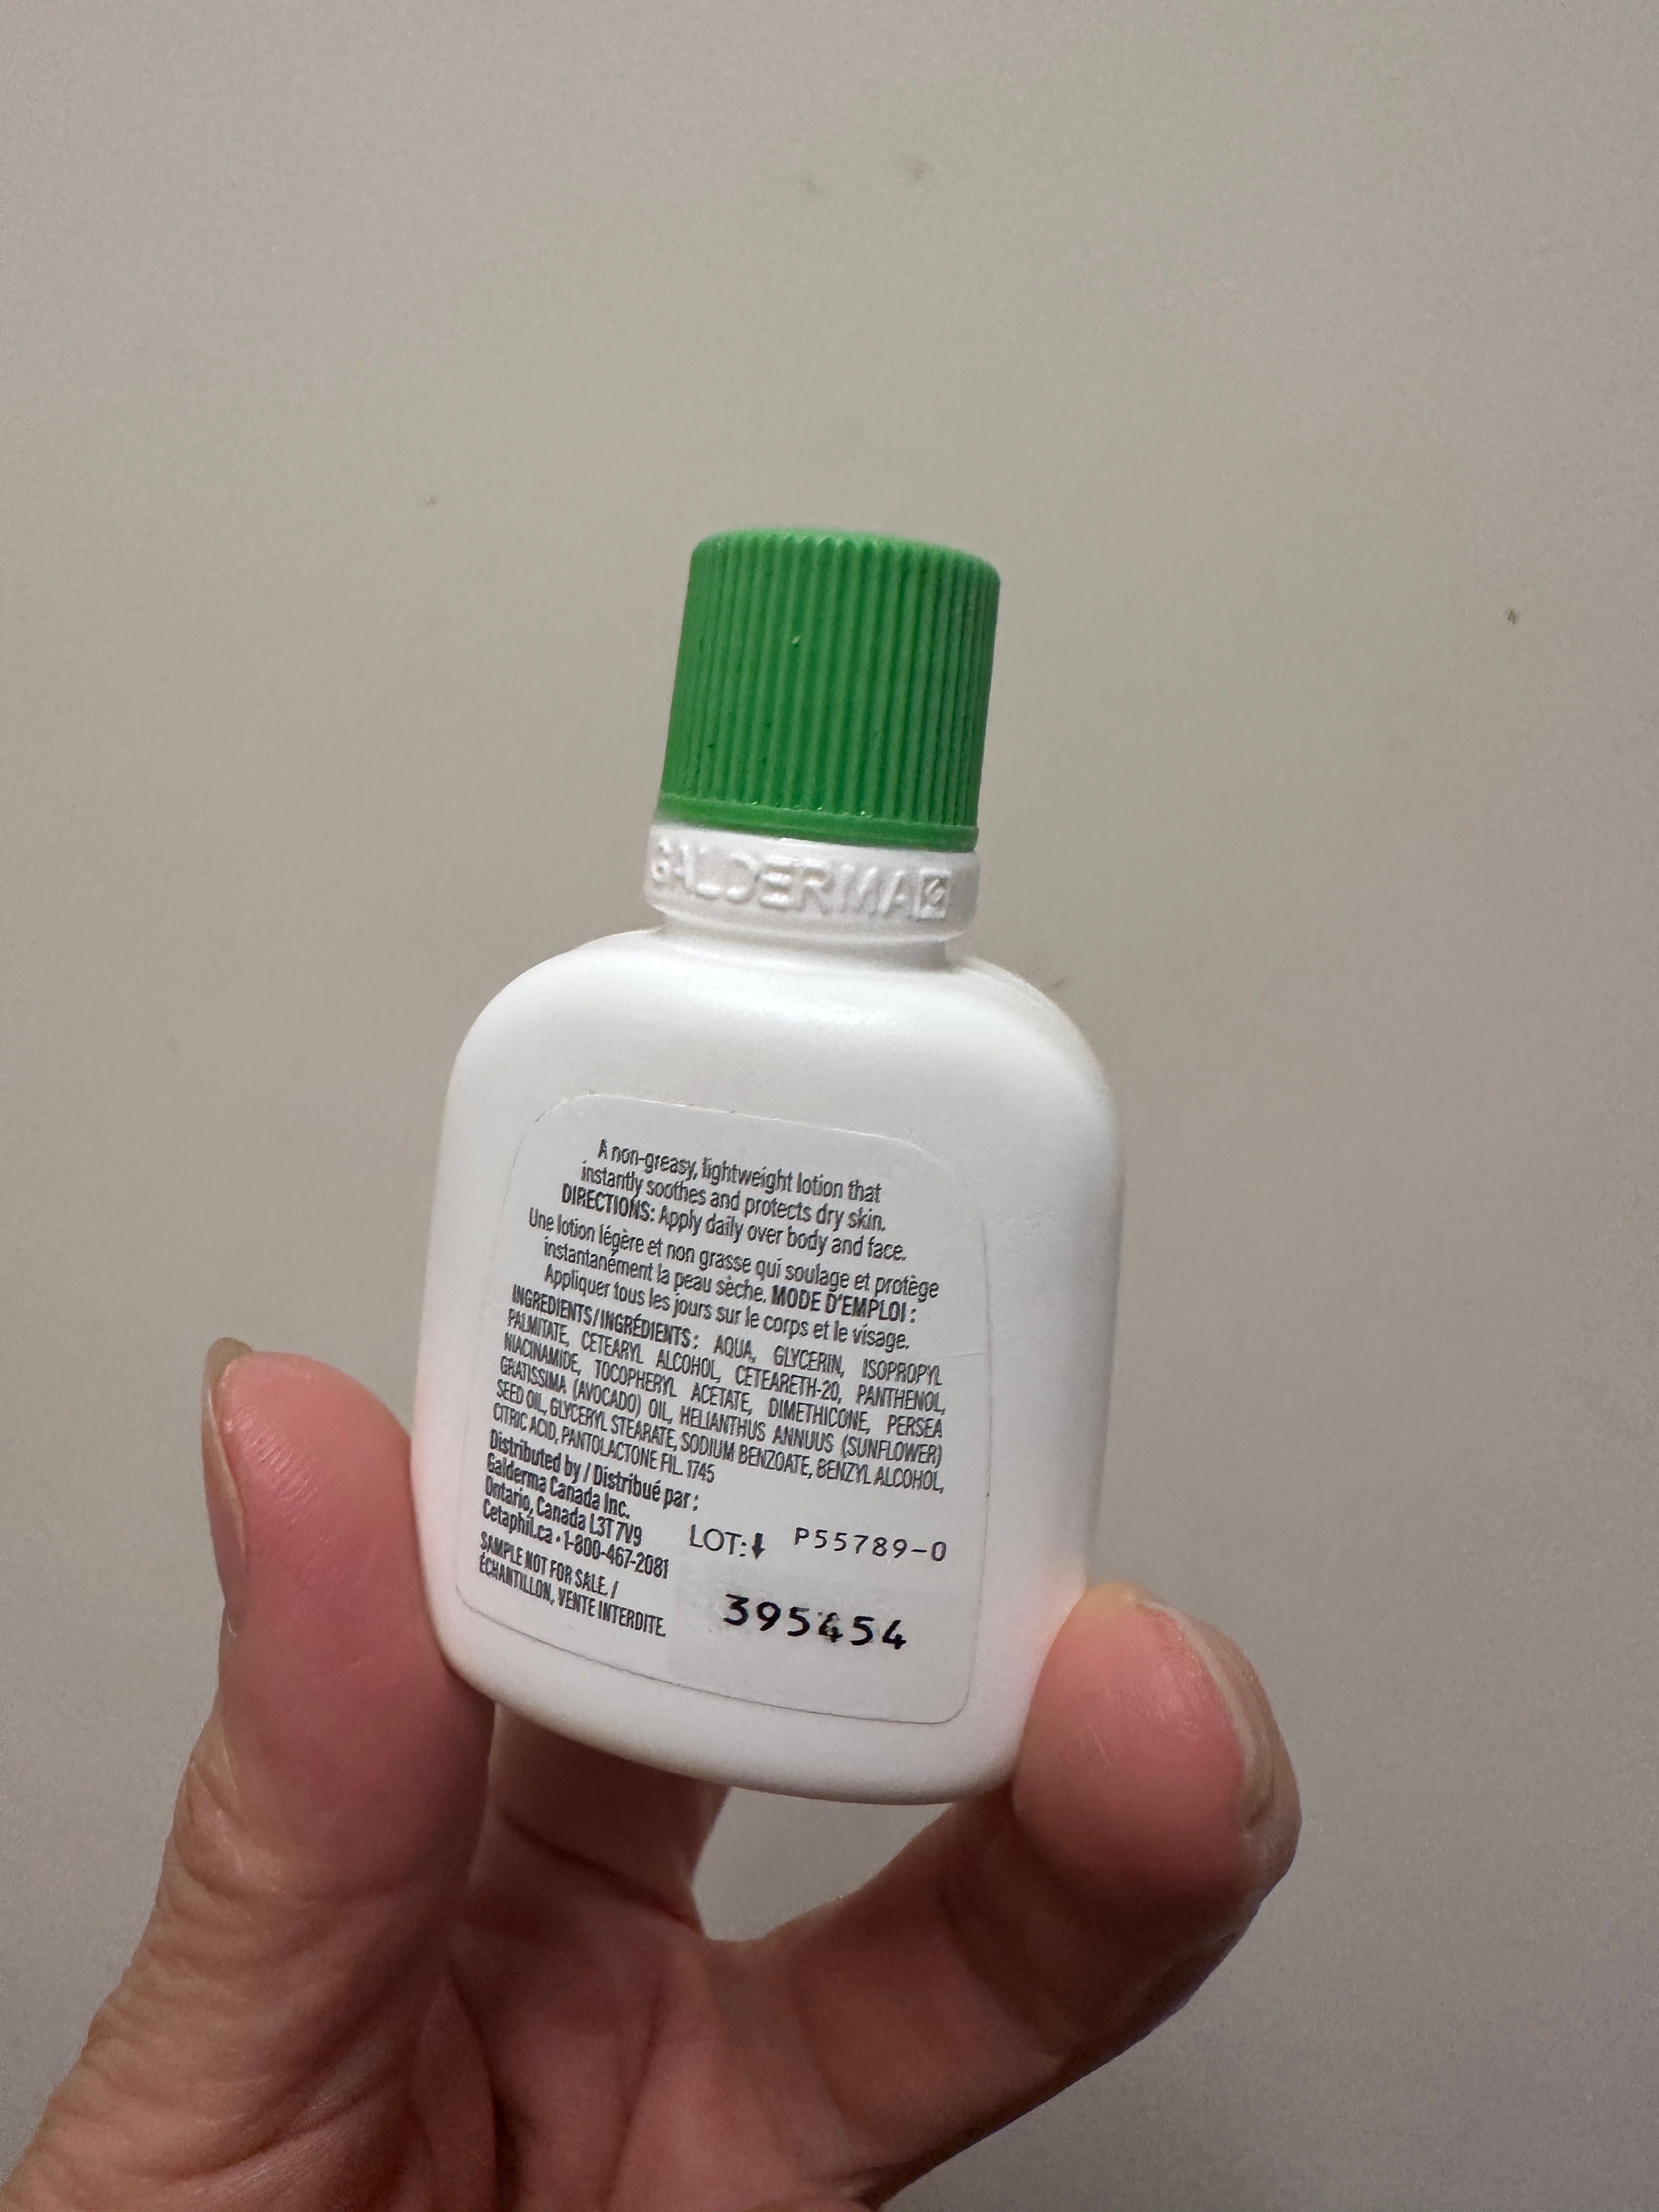 GALDERMA
A non-greasy, lightweight lotion that
instantly soothes and protects dry skin.
DIRECTIONS: Apply daily over body and face.
Une lotion légère et non grasse qui soulage et protège
instantanément la peau sèche. MODE D'EMPLOI :
Appliquer tous les jours sur le corps et le visage.
INGREDIENTS/INGRÉDIENTS : AQUA, GLYCERIN, ISOPROPYL
PALMITATE, CETEARYL ALCOHOL, CETEARETH-20, PANTHENOL,
NIACINAMIDE, TOCOPHERYL ACETATE, DIMETHICONE, PERSEA
GRATISSIMA (AVOCADO) OIL, HELIANTHUS ANNUUS (SUNFLOWER)
SEED OIL, GLYCERYL STEARATE, SODIUM BENZOATE, BENZYL ALCOHOL,
CITRIC ACID, PANTOLACTONE FIL. 1745
Distributed by / Distribué par :
Galderma Canada Inc.
Ontario, Canada L3T 7V9
Cetaphil.ca • 1-800-467-2081
SAMPLE NOT FOR SALE. /
ÉCHANTILLON, VENTE INTERDITE.
LOT: P55789-0
395454